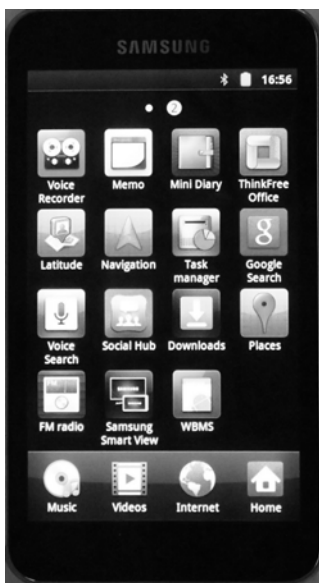 SAMSUNG
16:56
2
Voice Memo Mini Diary ThinkFree
Recorder Office
Latitude Navigation Task Google
manager Search
Voice Social Hub Downloads Places
Search
FM radio Samsung WBMS
Smart View
Music Videos Internet Home